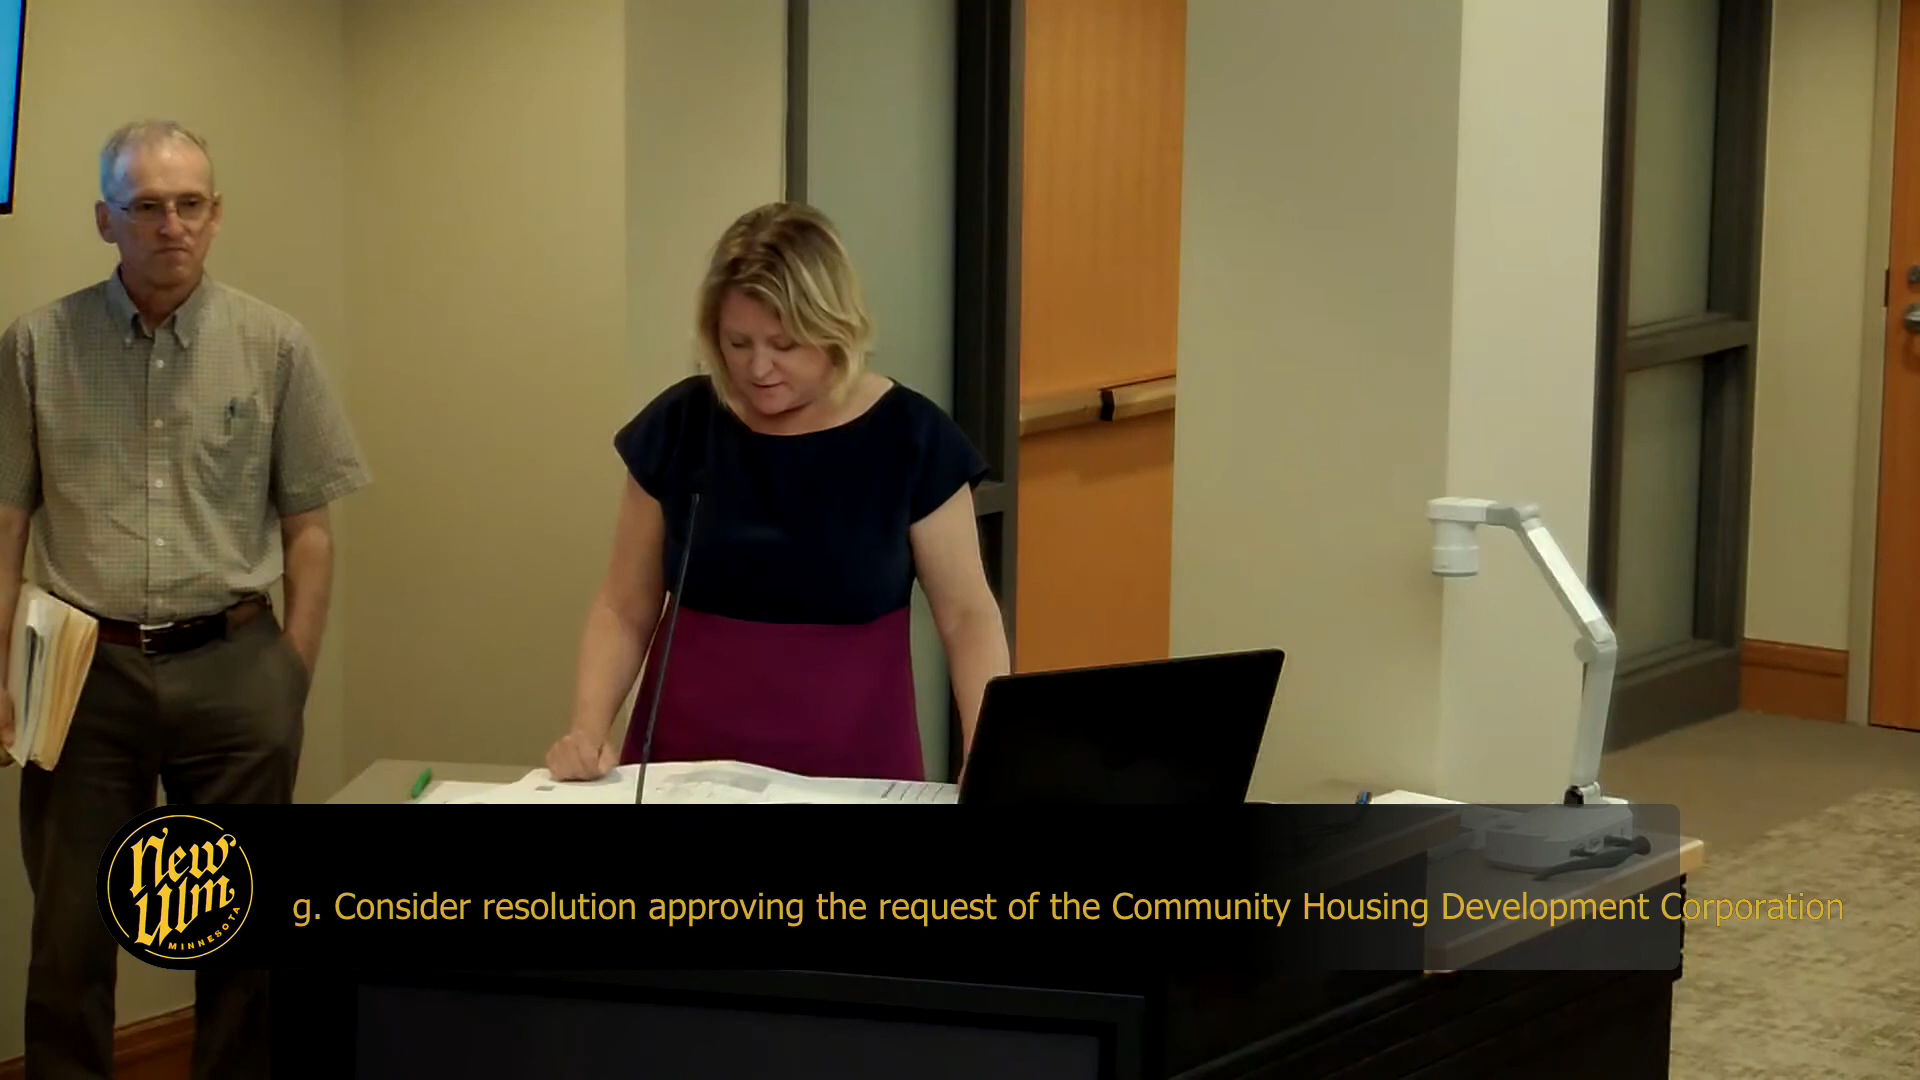 New
Ulm
MINNESOTA
g. Consider resolution approving the request of the Community Housing Development Corporation